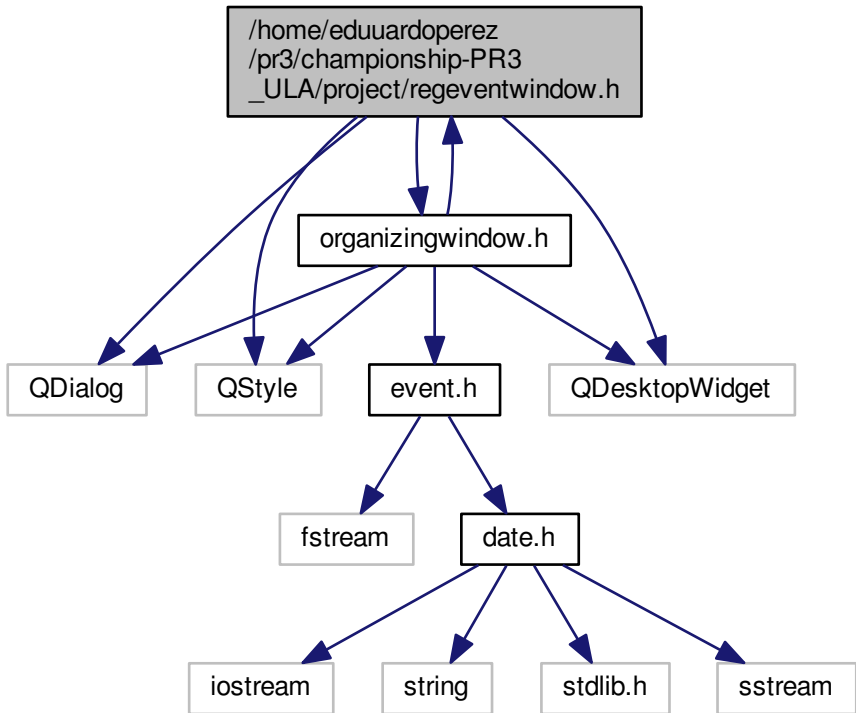 /home/eduuardoperez
/pr3/championship-PR3
_ULA/project/regeventwindow.h
organizingwindow.h
QDialog
QStyle
event.h
QDesktopWidget
fstream
date.h
iostream
string
stdlib.h
sstream